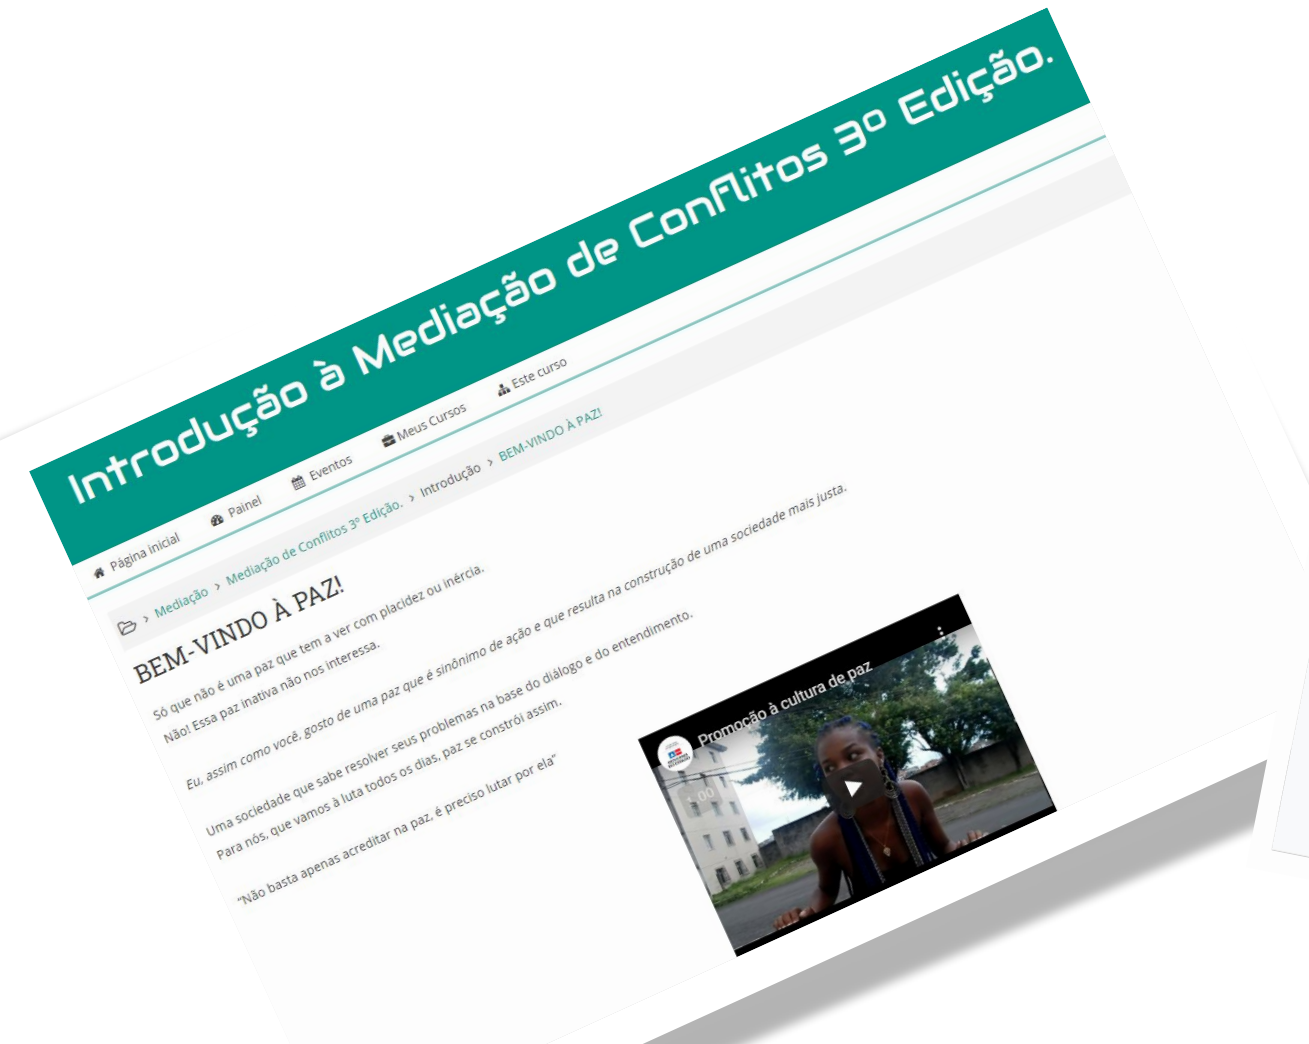 Introdução à Mediação de Conflitos 3º Edição.
Página inicial Painel Eventos Meus Cursos Este curso
› Mediação › Mediação de Conflitos 3º Edição. › Introdução › BEM-VINDO À PAZ!
BEM-VINDO À PAZ!
Só que não é uma paz que tem a ver com placidez ou inércia.
Não! Essa paz inativa não nos interessa.
Eu, assim como você, gosto de uma paz que é sinônimo de ação e que resulta na construção de uma sociedade mais justa.
Uma sociedade que sabe resolver seus problemas na base do diálogo e do entendimento.
Para nós, que vamos à luta todos os dias, paz se constrói assim.
“Não basta apenas acreditar na paz, é preciso lutar por ela”
Promoção à cultura de paz
1:00